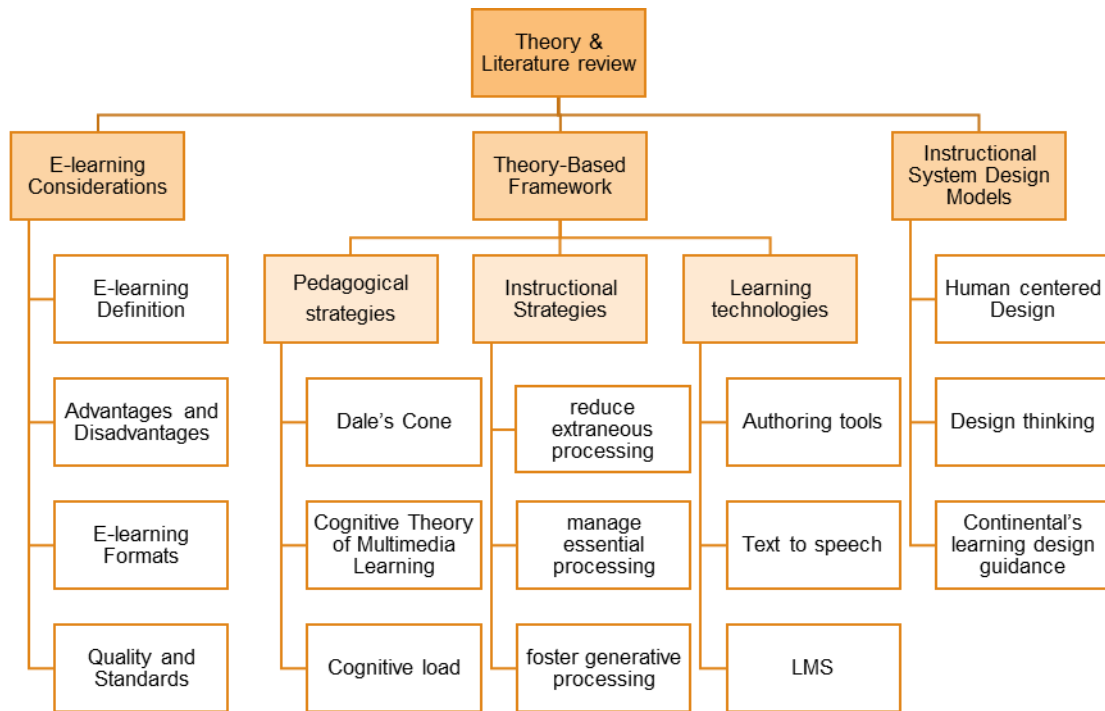 Theory &
Literature review
E-learning
Considerations
Theory-Based
Framework
Instructional
System Design
Models
E-learning
Definition
Advantages and
Disadvantages
E-learning
Formats
Quality and
Standards
Pedagogical
strategies
Dale's Cone
Cognitive Theory
of Multimedia
Learning
Cognitive load
Instructional
Strategies
reduce
extraneous
processing
manage
essential
processing
foster generative
processing
Learning
technologies
Authoring tools
Text to speech
LMS
Human centered
Design
Design thinking
Continental's
learning design
guidance